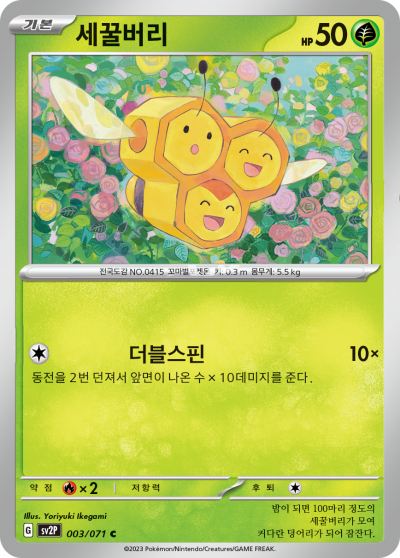 기본 세꿀버리 HP 50
전국도감 NO.0415 꼬마벌포켓몬 키: 0.3 m 몸무게: 5.5 kg
더블스핀 10×
동전을 2번 던져서 앞면이 나온 수 × 10데미지를 준다.
약점 ×2 저항력 후퇴
Illus. Yoriyuki Ikegami
G sv2P 003/071 C
밤이 되면 100마리 정도의
세꿀버리가 모여
커다란 덩어리가 되어 잠잔다.
©2023 Pokémon/Nintendo/Creatures/GAME FREAK.